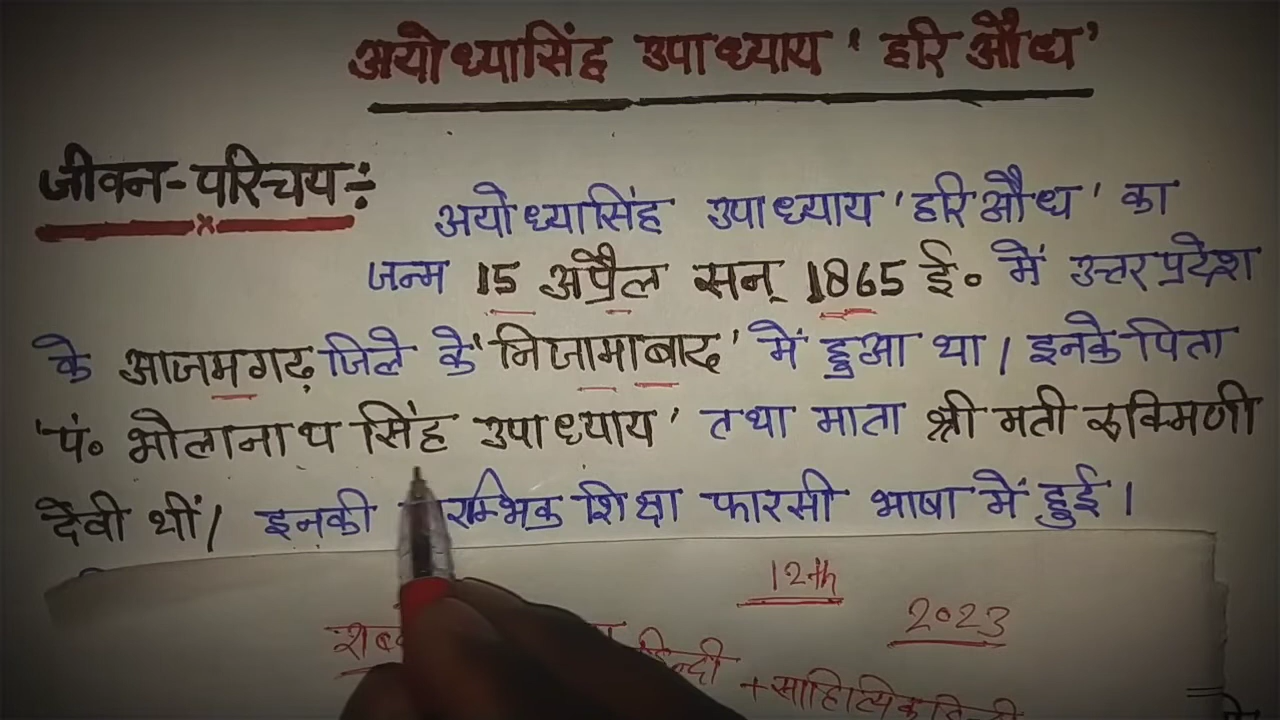 अयोध्यासिंह उपाध्याय ' हरि औध '
जीवन-परिचय ÷
अयोध्यासिंह उपाध्याय ' हरि औध ' का
जन्म 15 अप्रैल सन् 1865 ई० में उत्तर प्रदेश
के आजमगढ़ जिले के ' निजामाबाद ' में हुआ था। इनके पिता
'पं० भोलानाथ सिंह उपाध्याय' तथा माता श्री मती रुक्मिणी
देवी थीं। इनकी शिक्षा फारसी भाषा में हुई।
12th
2023
+ साहित्यिक